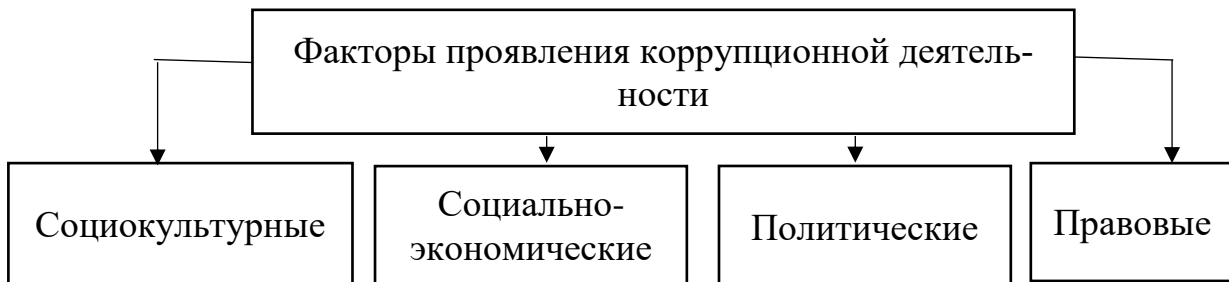 Факторы проявления коррупционной деятель-
ности
Социокультурные
Социально-
экономические
Политические
Правовые